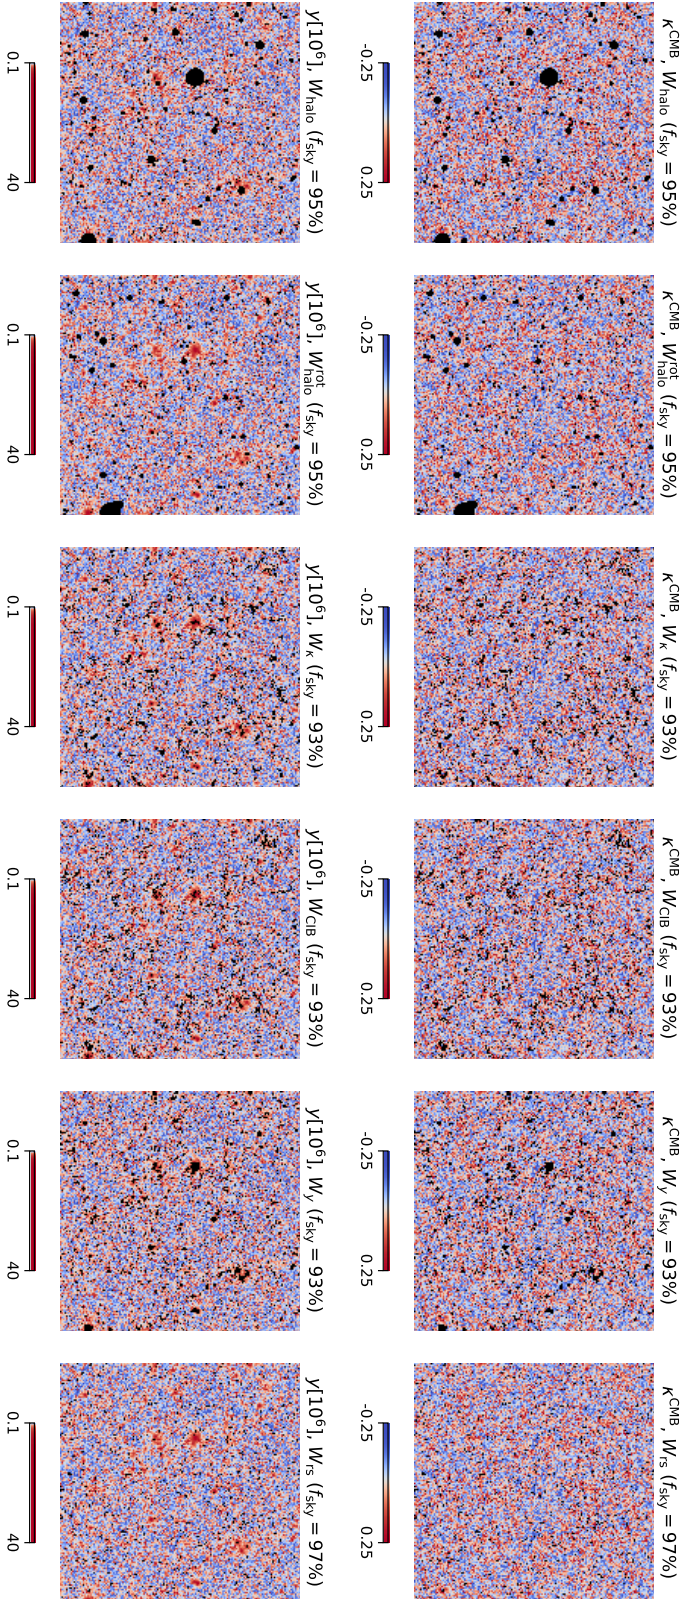 κ^CMB, W_halo (f_sky = 95%)
-0.25 0.25
κ^CMB, W_halo^rot (f_sky = 95%)
-0.25 0.25
κ^CMB, W_κ (f_sky = 93%)
-0.25 0.25
κ^CMB, W_CIB (f_sky = 93%)
-0.25 0.25
κ^CMB, W_y (f_sky = 93%)
-0.25 0.25
κ^CMB, W_rs (f_sky = 97%)
-0.25 0.25
y[10^6], W_halo (f_sky = 95%)
0.1 40
y[10^6], W_halo^rot (f_sky = 95%)
0.1 40
y[10^6], W_κ (f_sky = 93%)
0.1 40
y[10^6], W_CIB (f_sky = 93%)
0.1 40
y[10^6], W_y (f_sky = 93%)
0.1 40
y[10^6], W_rs (f_sky = 97%)
0.1 40